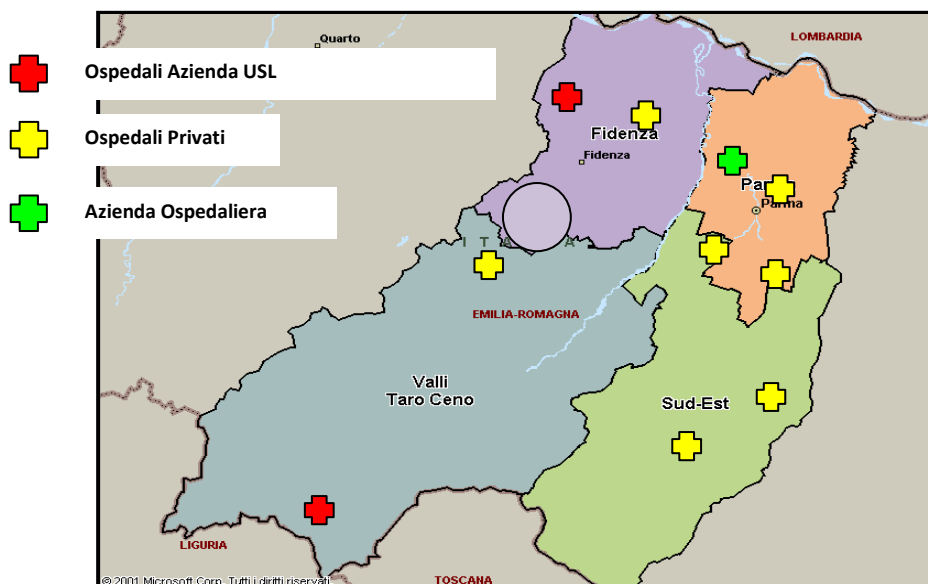 Quarto
LOMBARDIA
Ospedali Azienda USL
Ospedali Privati
Fidenza
Fidenza
Pa
Parma
Azienda Ospedaliera
I T A A
EMILIA-ROMAGNA
Valli
Taro Ceno
Sud-Est
LIGURIA
TOSCANA
© 2001 Microsoft Corp. Tutti i diritti riservati.